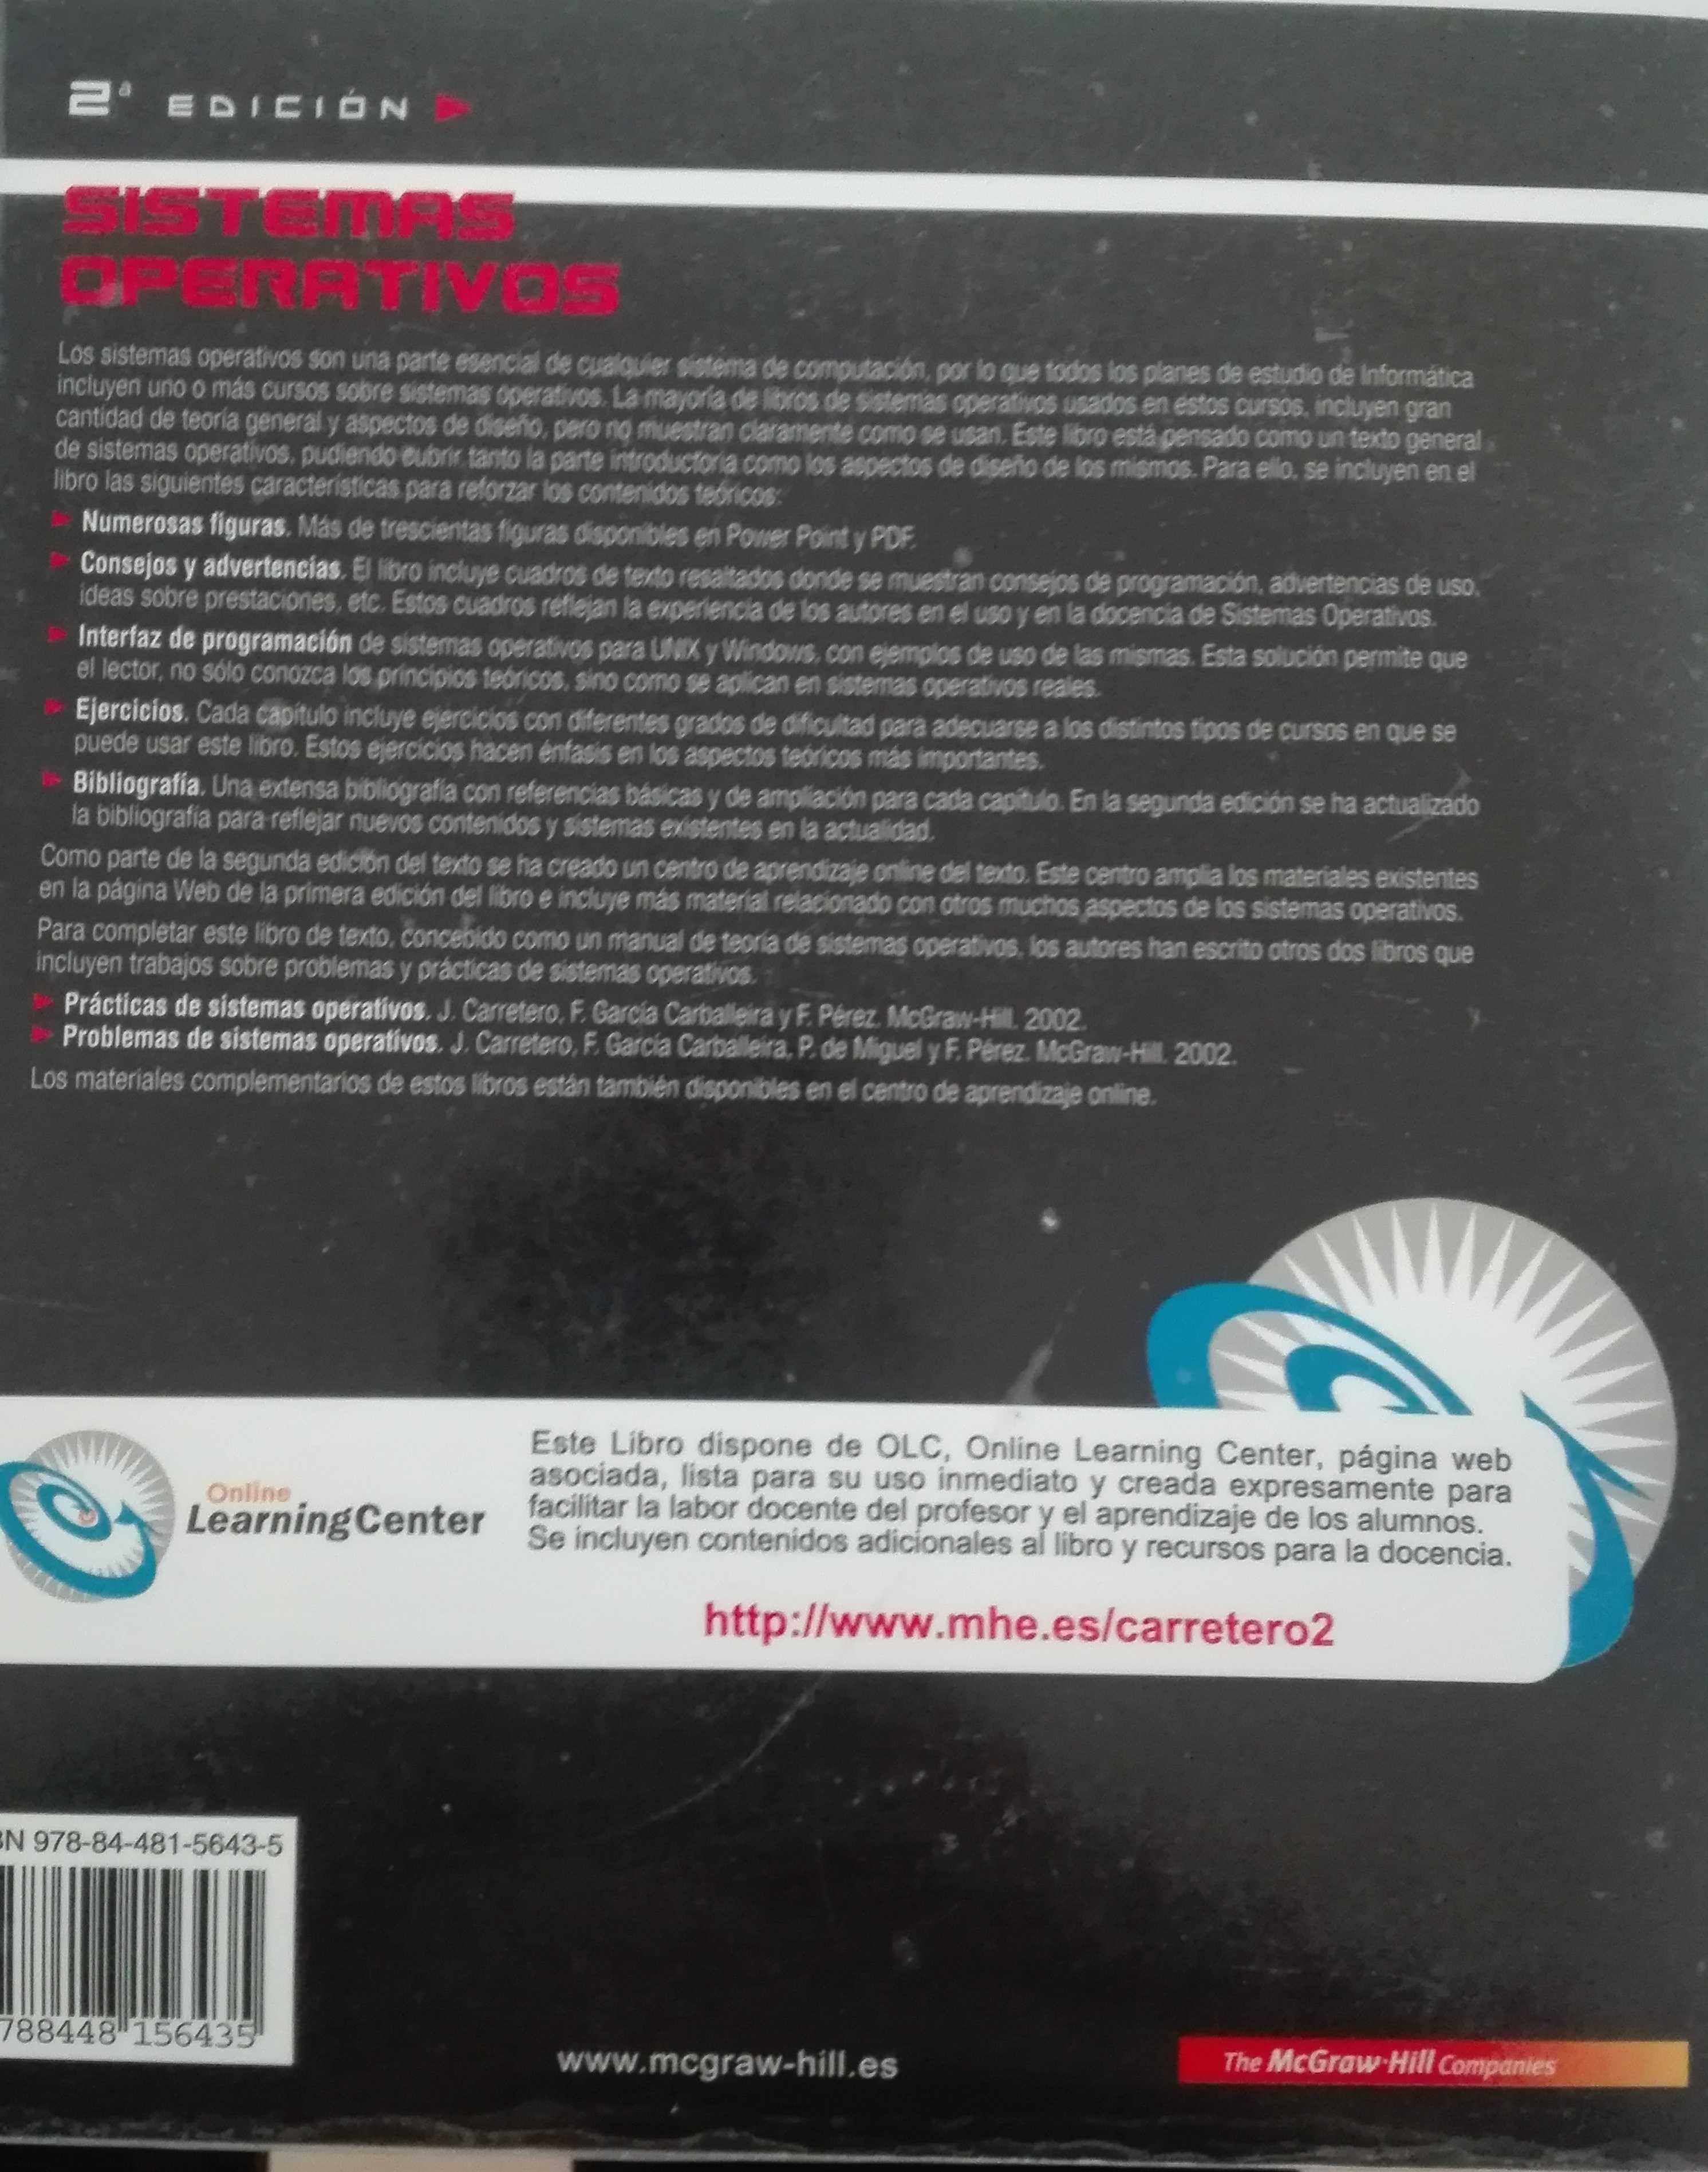 2ª EDICIÓN
SISTEMAS
OPERATIVOS
Los sistemas operativos son una parte esencial de cualquier sistema de computación, por lo que todos los planes de estudio de Informática
incluyen uno o más cursos sobre sistemas operativos. La mayoría de libros de sistemas operativos usados en estos cursos, incluyen gran
cantidad de teoría general y aspectos de diseño, pero no muestran claramente como se usan. Este libro está pensado como un texto general
de sistemas operativos, pudiendo cubrir tanto la parte introductoria como los aspectos de diseño de los mismos. Para ello, se incluyen en el
libro las siguientes características para reforzar los contenidos teóricos:
Numerosas figuras. Más de trescientas figuras disponibles en Power Point y PDF.
Consejos y advertencias. El libro incluye cuadros de texto resaltados donde se muestran consejos de programación, advertencias de uso,
ideas sobre prestaciones, etc. Estos cuadros reflejan la experiencia de los autores en el uso y en la docencia de Sistemas Operativos.
Interfaz de programación de sistemas operativos para UNIX y Windows, con ejemplos de uso de las mismas. Esta solución permite que
el lector, no sólo conozca los principios teóricos, sino como se aplican en sistemas operativos reales.
Ejercicios. Cada capítulo incluye ejercicios con diferentes grados de dificultad para adecuarse a los distintos tipos de cursos en que se
puede usar este libro. Estos ejercicios hacen énfasis en los aspectos teóricos más importantes.
Bibliografía. Una extensa bibliografía con referencias básicas y de ampliación para cada capítulo. En la segunda edición se ha actualizado
la bibliografía para reflejar nuevos contenidos y sistemas existentes en la actualidad.
Como parte de la segunda edición del texto se ha creado un centro de aprendizaje online del texto. Este centro amplia los materiales existentes
en la página Web de la primera edición del libro e incluye más material relacionado con otros muchos aspectos de los sistemas operativos.
Para completar este libro de texto, concebido como un manual de teoría de sistemas operativos, los autores han escrito otros dos libros que
incluyen trabajos sobre problemas y prácticas de sistemas operativos.
Prácticas de sistemas operativos. J. Carretero, F. García Carballeira y F. Pérez. McGraw-Hill. 2002.
Problemas de sistemas operativos. J. Carretero, F. García Carballeira, P. de Miguel y F. Pérez. McGraw-Hill. 2002.
Los materiales complementarios de estos libros están también disponibles en el centro de aprendizaje online.
Online
LearningCenter
Este Libro dispone de OLC, Online Learning Center, página web
asociada, lista para su uso inmediato y creada expresamente para
facilitar la labor docente del profesor y el aprendizaje de los alumnos.
Se incluyen contenidos adicionales al libro y recursos para la docencia.
http://www.mhe.es/carretero2
BN 978-84-481-5643-5
788448 156435
www.mcgraw-hill.es
The McGraw·Hill Companies